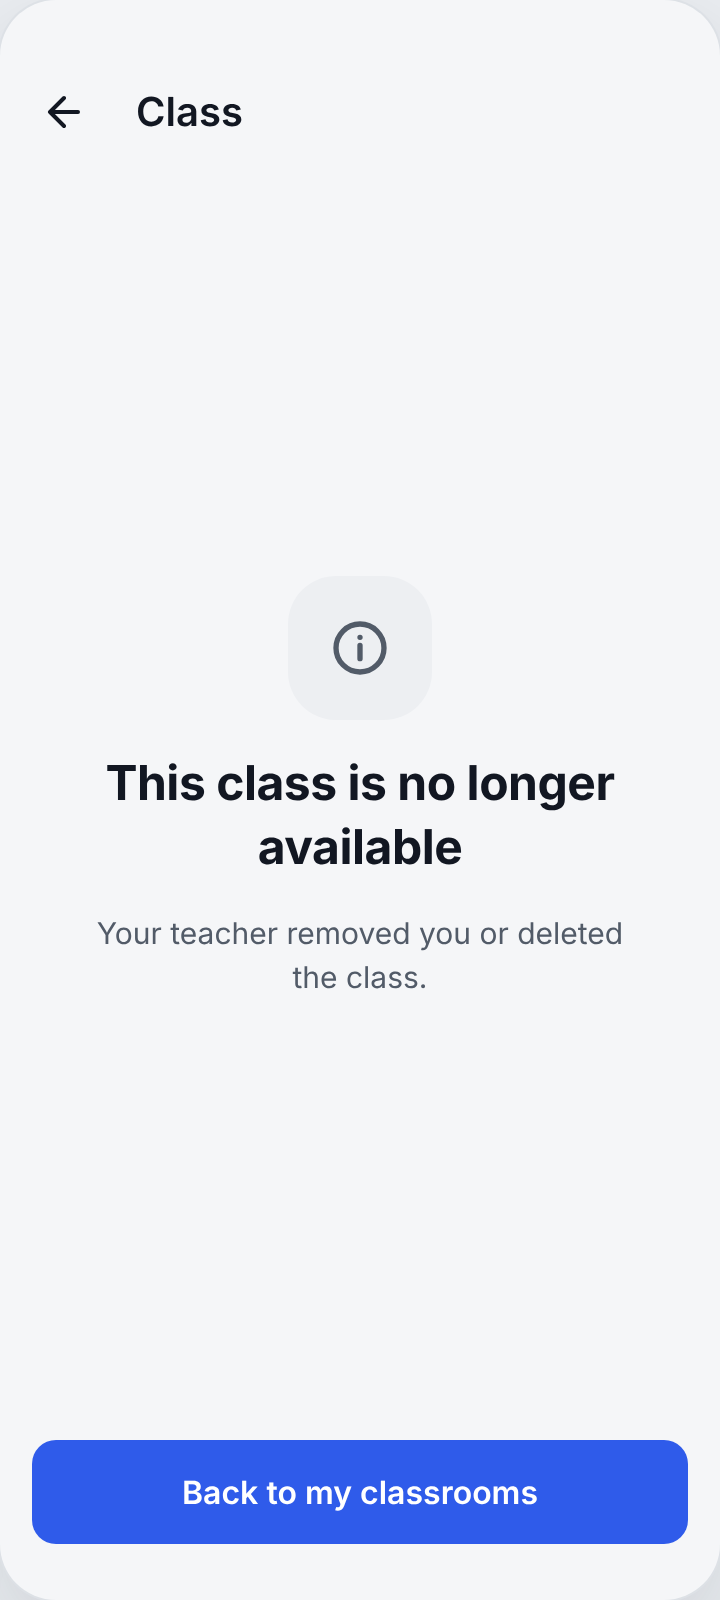 Class
This class is no longer
available
Your teacher removed you or deleted
the class.
Back to my classrooms